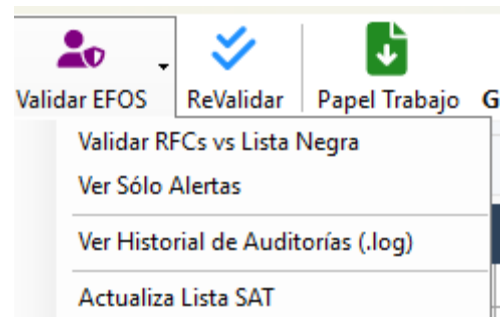 Validar EFOS ReValidar Papel Trabajo G
Validar RFCs vs Lista Negra
Ver Sólo Alertas
Ver Historial de Auditorías (.log)
Actualiza Lista SAT